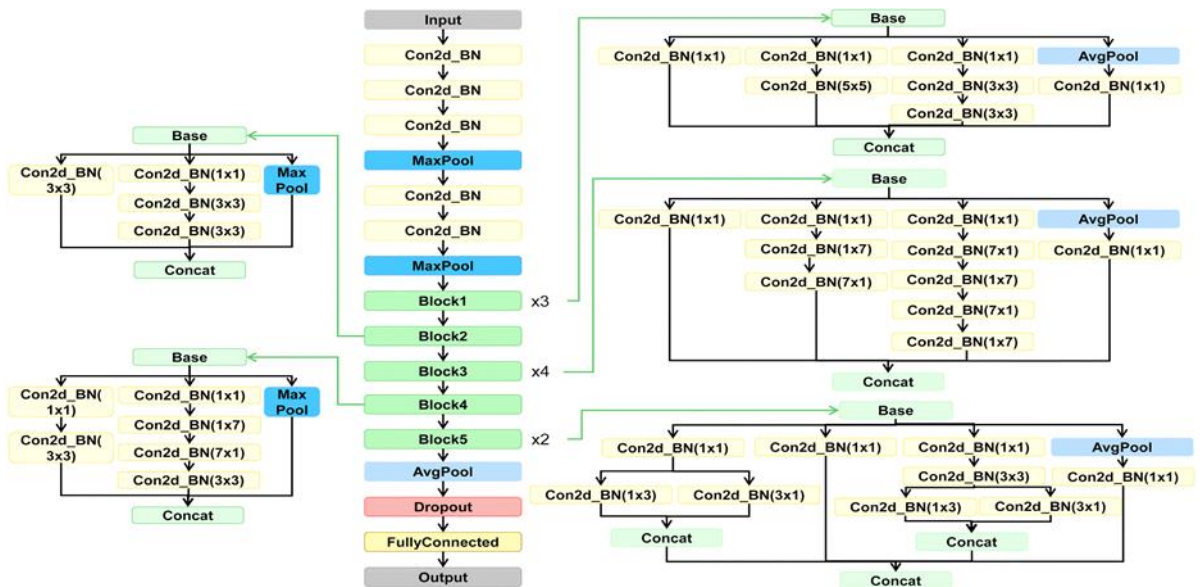 Input
Con2d_BN
Con2d_BN
Con2d_BN
MaxPool
Con2d_BN
Con2d_BN
MaxPool
Block1
x3
Block2
Block3
x4
Block4
Block5
x2
AvgPool
Dropout
FullyConnected
Output
Base
Con2d_BN(
3x3)
Con2d_BN(1x1)
Con2d_BN(3x3)
Con2d_BN(3x3)
Max
Pool
Concat
Base
Con2d_BN(
1x1)
Con2d_BN(
3x3)
Con2d_BN(1x1)
Con2d_BN(1x7)
Con2d_BN(7x1)
Con2d_BN(3x3)
Max
Pool
Concat
Base
Con2d_BN(1x1)
Con2d_BN(1x1)
Con2d_BN(5x5)
Con2d_BN(1x1)
Con2d_BN(3x3)
Con2d_BN(3x3)
AvgPool
Con2d_BN(1x1)
Concat
Base
Con2d_BN(1x1)
Con2d_BN(1x1)
Con2d_BN(1x7)
Con2d_BN(7x1)
Con2d_BN(1x1)
Con2d_BN(7x1)
Con2d_BN(1x7)
Con2d_BN(7x1)
Con2d_BN(1x7)
AvgPool
Con2d_BN(1x1)
Concat
Base
Con2d_BN(1x1)
Con2d_BN(1x3)
Con2d_BN(3x1)
Concat
Con2d_BN(1x1)
Con2d_BN(1x1)
Con2d_BN(3x3)
Con2d_BN(1x3)
Con2d_BN(3x1)
Concat
AvgPool
Con2d_BN(1x1)
Concat